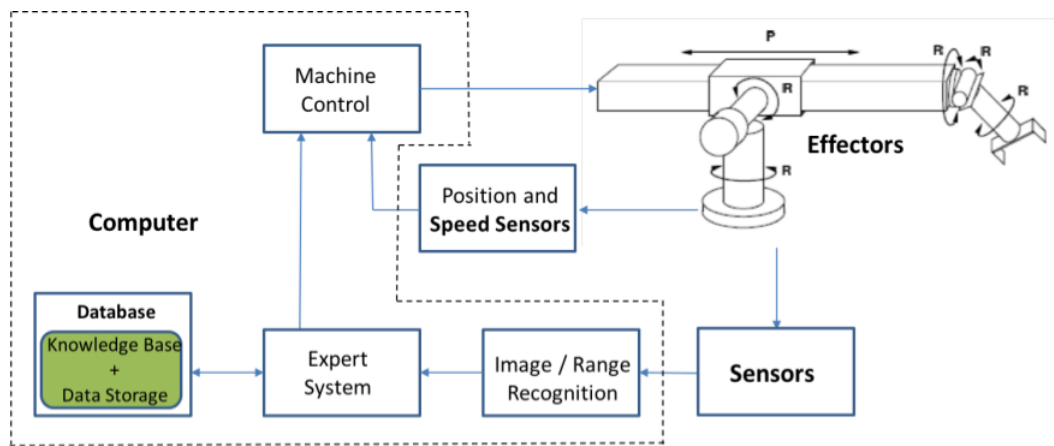 P
Machine
Control
R
R
R
R
Effectors
R
Position and
Speed Sensors
Computer
Database
Knowledge Base
+
Data Storage
Expert
System
Image / Range
Recognition
Sensors